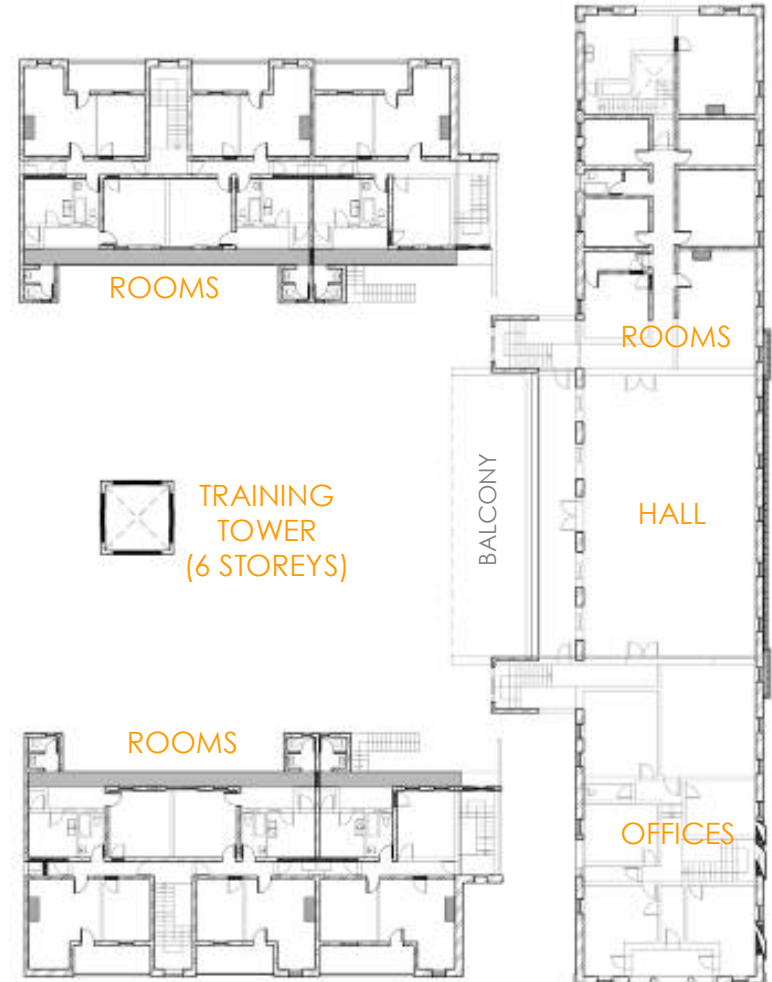 ROOMS
ROOMS
TRAINING
TOWER
(6 STOREYS)
BALCONY
HALL
ROOMS
OFFICES